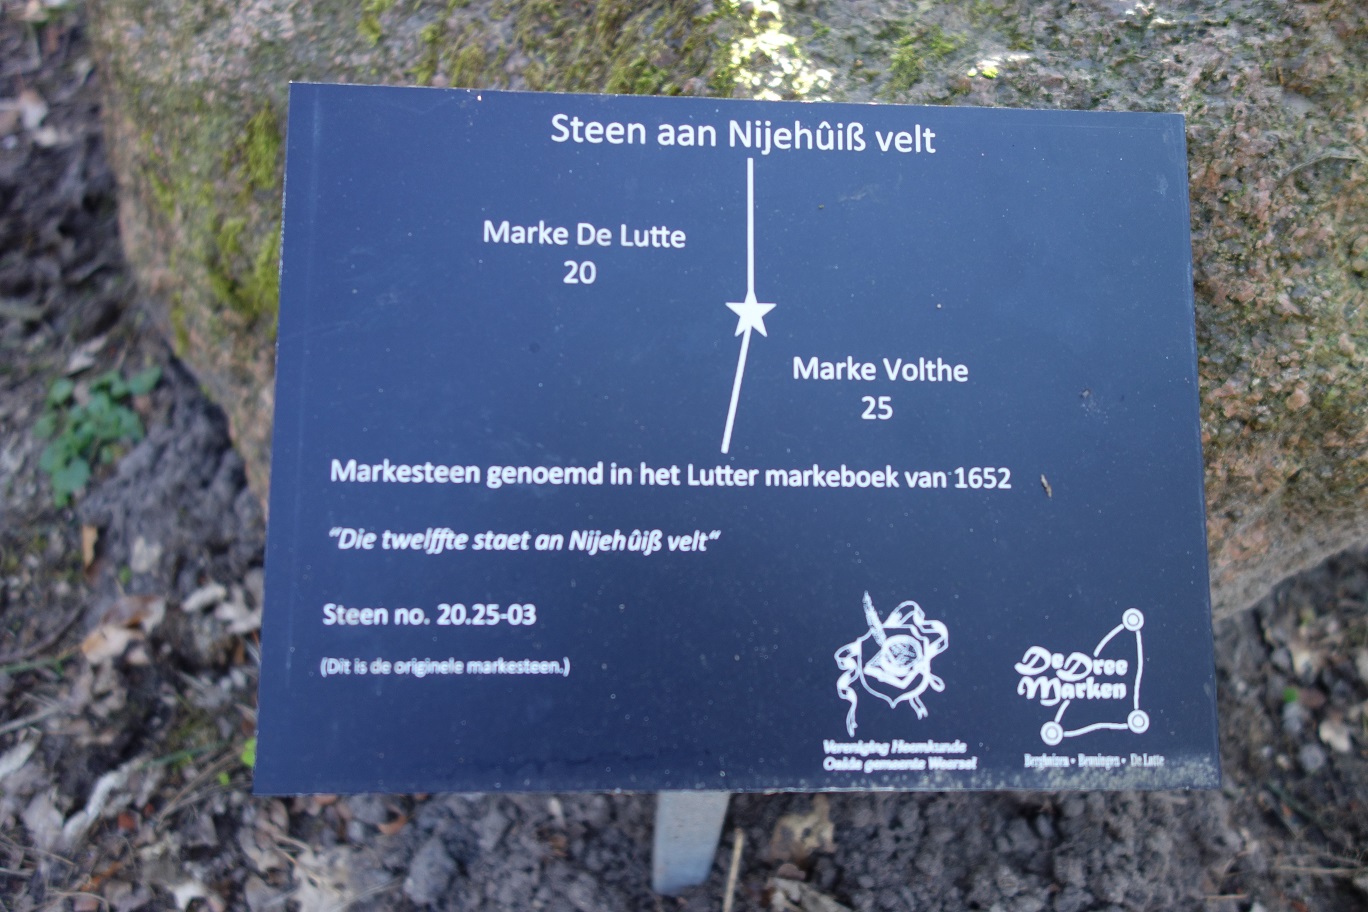 Steen aan Nijehûiß velt
Marke De Lutte
20
Marke Volthe
25
Markesteen genoemd in het Lutter markeboek van 1652
“Die twelffte staet an Nijehûiß velt“
Steen no. 20.25-03
(Dit is de originele markesteen.)
Vereniging Heemkunde
Oalde gemeente Weersel
De Dree
Marken
Berghuizen • Beuningen • De Lutte